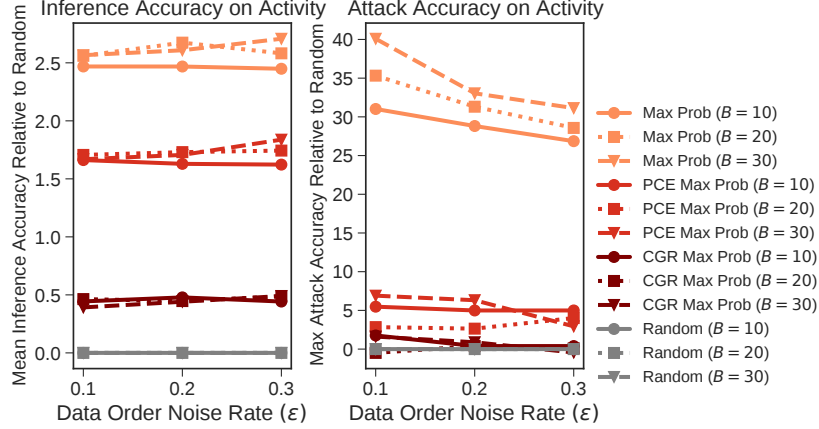 Inference Accuracy on Activity
Attack Accuracy on Activity
Mean Inference Accuracy Relative to Random
2.5
2.0
1.5
1.0
0.5
0.0
0.1
0.2
0.3
Data Order Noise Rate (ε)
Max Attack Accuracy Relative to Random
40
35
30
25
20
15
10
5
0
0.1
0.2
0.3
Data Order Noise Rate (ε)
Max Prob (B = 10)
Max Prob (B = 20)
Max Prob (B = 30)
PCE Max Prob (B = 10)
PCE Max Prob (B = 20)
PCE Max Prob (B = 30)
CGR Max Prob (B = 10)
CGR Max Prob (B = 20)
CGR Max Prob (B = 30)
Random (B = 10)
Random (B = 20)
Random (B = 30)